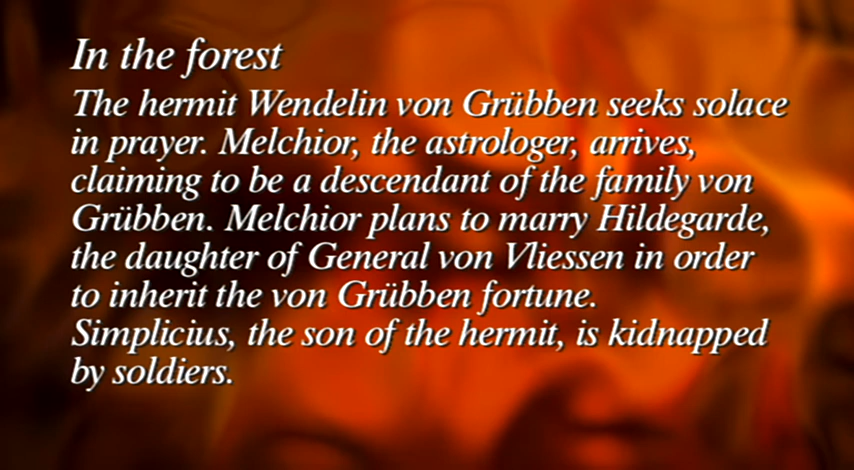 In the forest
The hermit Wendelin von Grübben seeks solace
in prayer. Melchior, the astrologer, arrives,
claiming to be a descendant of the family von
Grübben. Melchior plans to marry Hildegarde,
the daughter of General von Vliessen in order
to inherit the von Grübben fortune.
Simplicius, the son of the hermit, is kidnapped
by soldiers.